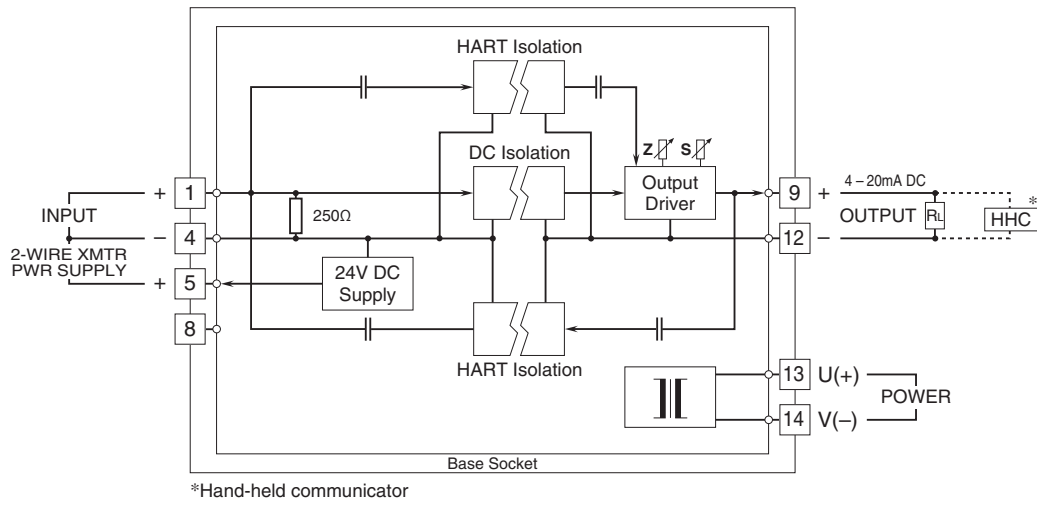 HART Isolation
DC Isolation
Z
S
Output
Driver
+
1
INPUT
250Ω
−
4
2-WIRE XMTR
PWR SUPPLY
+
5
24V DC
Supply
8
HART Isolation
9
+
4 – 20mA DC
OUTPUT
RL
HHC
*
12
−
13
U(+)
POWER
14
V(–)
Base Socket
*Hand-held communicator